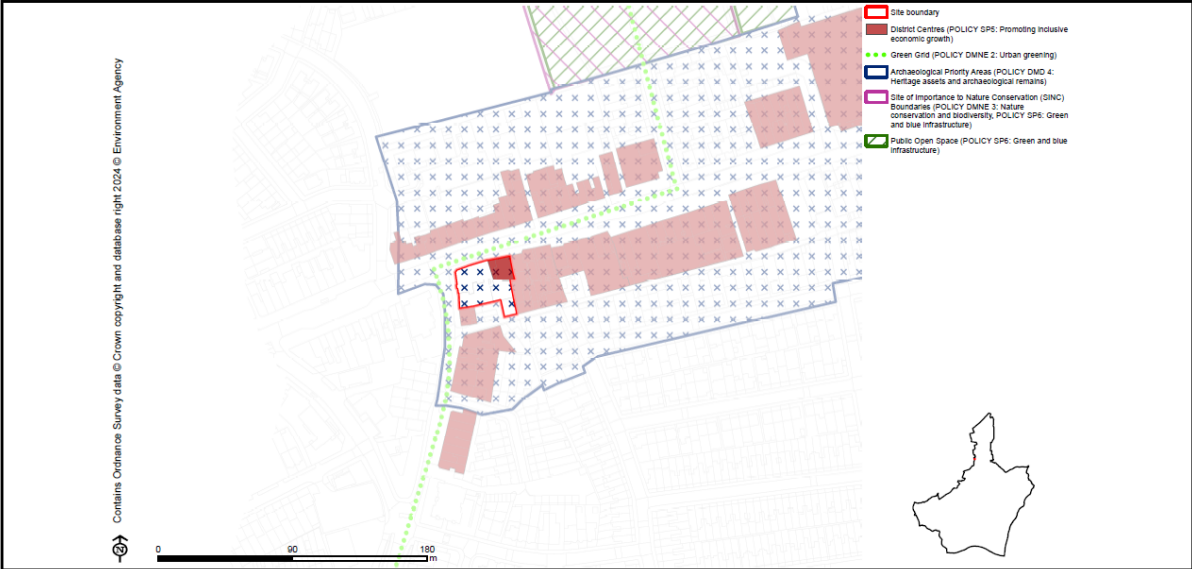 Site boundary
District Centres (POLICY SP5: Promoting inclusive
economic growth)
Green Grid (POLICY DMNE 2: Urban greening)
Archaeological Priority Areas (POLICY DMD 4:
Heritage assets and archaeological remains)
Site of Importance to Nature Conservation (SINC)
Boundaries (POLICY DMNE 3: Nature
conservation and biodiversity, POLICY SP6: Green
and blue infrastructure)
Public Open Space (POLICY SP6: Green and blue
infrastructure)
Contains Ordnance Survey data © Crown copyright and database right 2024 © Environment Agency
N
0 90 180
m